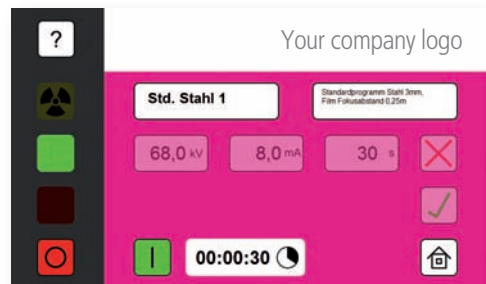 ?
Your company logo
Std. Stahl 1
Standardprogramm Stahl 3mm,
Film Fokusabstand 0,25m
68,0 kV
8,0 mA
30 s
00:00:30